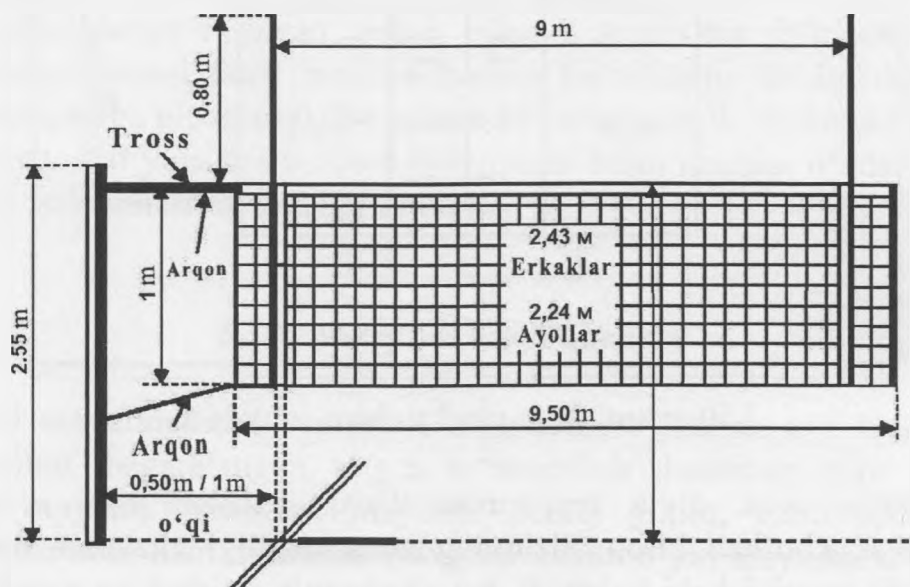 9 m
0,80 m
Tross
Arqon
1 m
2,43 м
Erkaklar
2,24 м
Ayollar
2.55 m
9,50 m
Arqon
0,50m / 1m
o‘qi